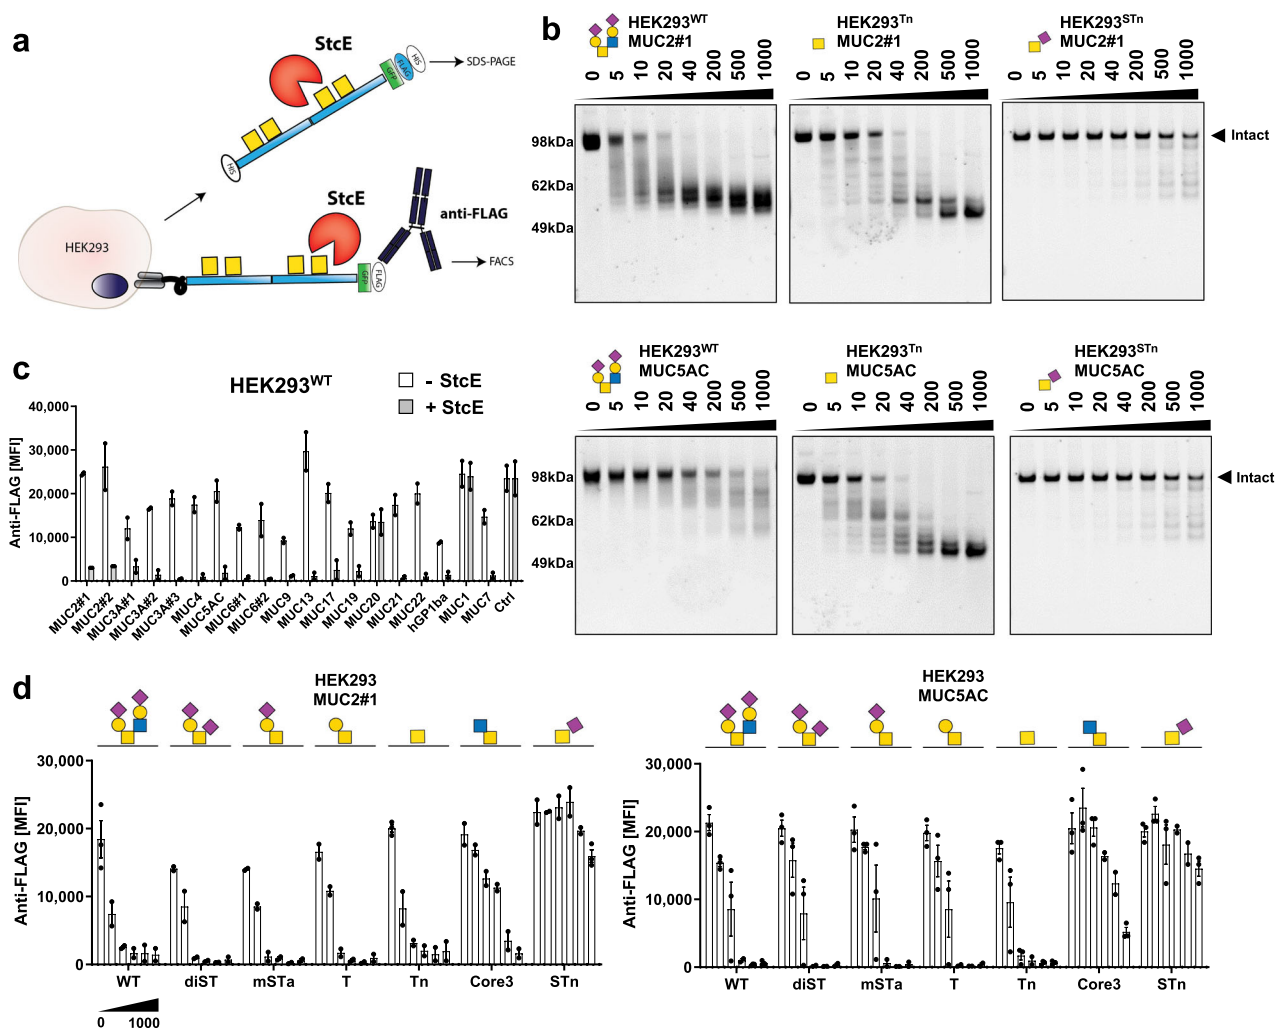 a
StcE
HIS
FLAG
GFP
SDS-PAGE
HIS
StcE
anti-FLAG
HEK293
GFP
FLAG
FACS
b
HEK293WT
MUC2#1
0 5 10 20 40 200 500 1000
HEK293Tn
MUC2#1
0 5 10 20 40 200 500 1000
HEK293STn
MUC2#1
0 5 10 20 40 200 500 1000
98kDa
62kDa
49kDa
Intact
HEK293WT
MUC5AC
0 5 10 20 40 200 500 1000
HEK293Tn
MUC5AC
0 5 10 20 40 200 500 1000
HEK293STn
MUC5AC
0 5 10 20 40 200 500 1000
98kDa
62kDa
49kDa
Intact
c
HEK293WT
- StcE
+ StcE
Anti-FLAG [MFI]
40,000
30,000
20,000
10,000
0
MUC2#1
MUC2#2
MUC3A#1
MUC3A#2
MUC3A#3
MUC4
MUC5AC
MUC6#1
MUC6#2
MUC9
MUC13
MUC17
MUC19
MUC20
MUC21
MUC22
hGP1ba
MUC1
MUC7
Ctrl
d
HEK293
MUC2#1
Anti-FLAG [MFI]
30,000
20,000
10,000
0
WT diST mSTa T Tn Core3 STn
0 1000
HEK293
MUC5AC
Anti-FLAG [MFI]
30,000
20,000
10,000
0
WT diST mSTa T Tn Core3 STn